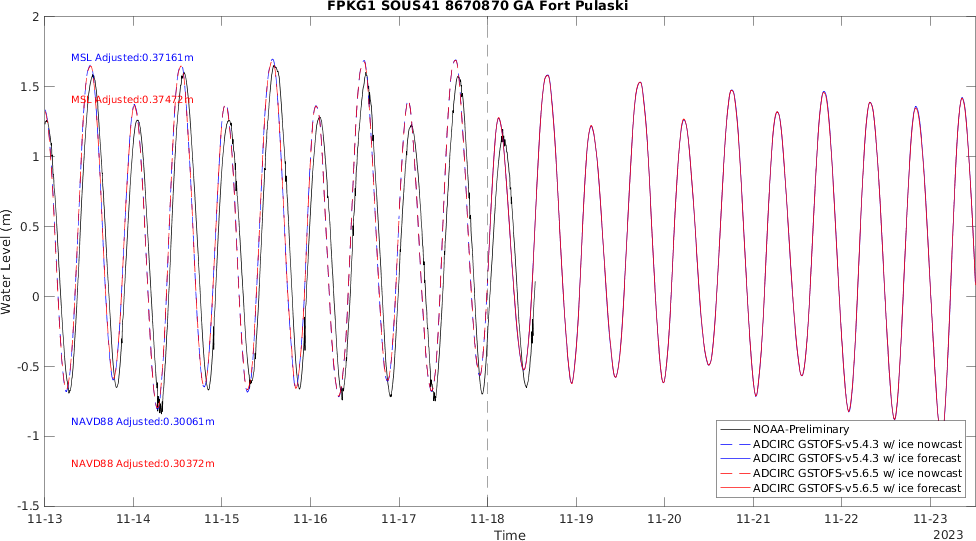 FPKG1 SOUS41 8670870 GA Fort Pulaski
2
1.5
1
0.5
0
-0.5
-1
-1.5
Water Level (m)
MSL Adjusted:0.37161m
MSL Adjusted:0.37472m
NAVD88 Adjusted:0.30061m
NAVD88 Adjusted:0.30372m
NOAA-Preliminary
ADCIRC GSTOFS-v5.4.3 w/ ice nowcast
ADCIRC GSTOFS-v5.4.3 w/ ice forecast
ADCIRC GSTOFS-v5.6.5 w/ ice nowcast
ADCIRC GSTOFS-v5.6.5 w/ ice forecast
11-13 11-14 11-15 11-16 11-17 11-18 11-19 11-20 11-21 11-22 11-23
Time
2023